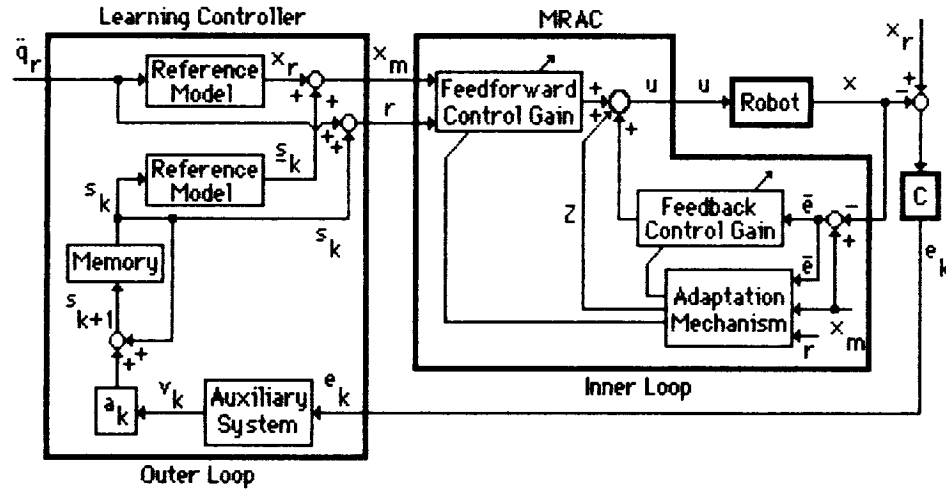 Learning Controller
MRAC
q̈r
Reference
Model
xr
xm
+
+
Feedforward
Control Gain
+
+
+
u
u
Robot
x
xr
-
+
+
+
r
Reference
Model
s̲k
sk
sk
Z
Feedback
Control Gain
ē
-
+
C
Memory
ē
ek
sk+1
Adaptation
Mechanism
xm
r
+
+
ak
vk
Auxiliary
System
ek
Inner Loop
Outer Loop